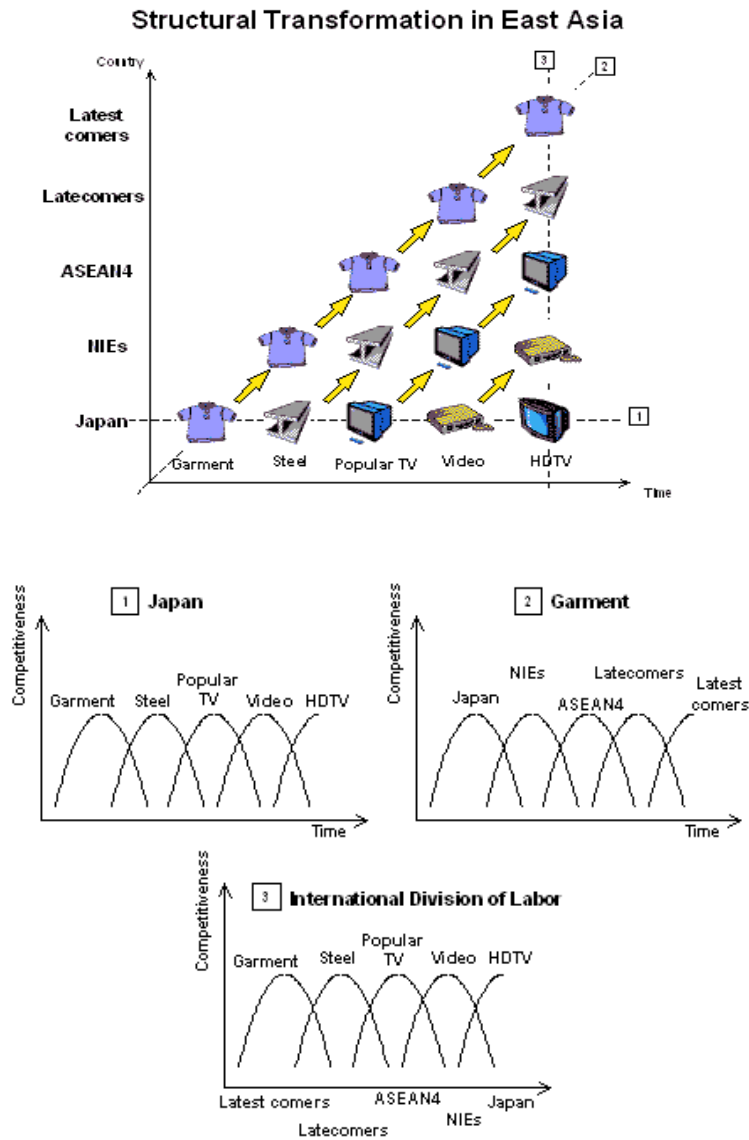 Structural Transformation in East Asia
Country
3
2
Latest
comers
Latecomers
ASEAN4
NIEs
Japan
1
Garment
Steel
Popular TV
Video
HDTV
Time
1 Japan
Competitiveness
Garment
Steel
Popular
TV
Video
HDTV
Time
2 Garment
Competitiveness
Japan
NIEs
ASEAN4
Latecomers
Latest
comers
Time
3 International Division of Labor
Competitiveness
Garment
Steel
Popular
TV
Video
HDTV
Latest comers
Latecomers
ASEAN4
NIEs
Japan